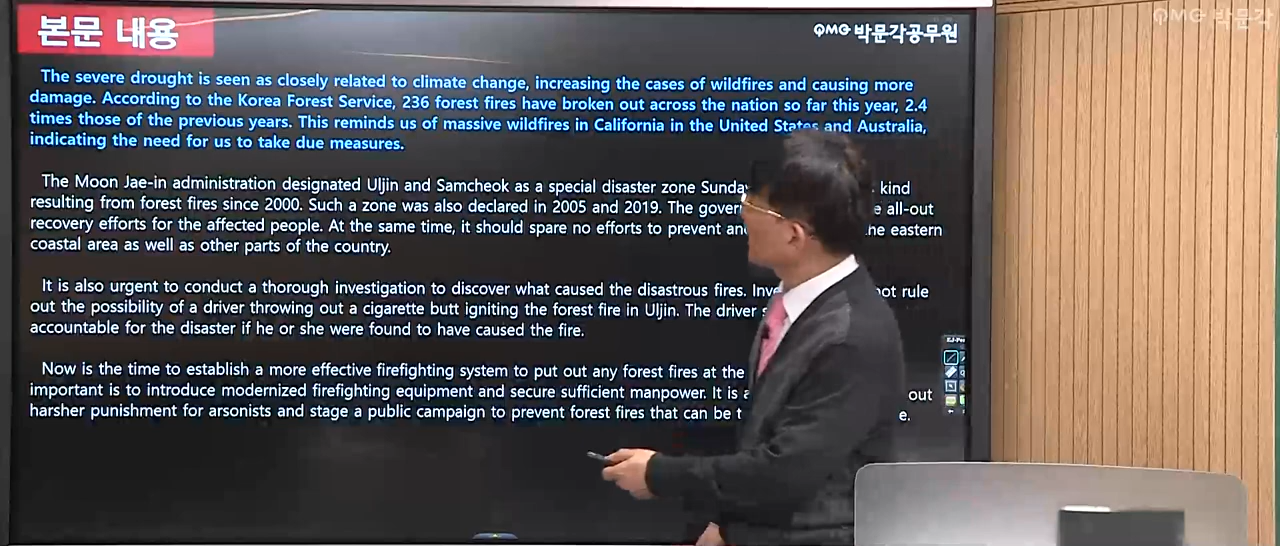 본문 내용
PMG 박문각공무원
PMG 박문각
The severe drought is seen as closely related to climate change, increasing the cases of wildfires and causing more
damage. According to the Korea Forest Service, 236 forest fires have broken out across the nation so far this year, 2.4
times those of the previous years. This reminds us of massive wildfires in California in the United States and Australia,
indicating the need for us to take due measures.
The Moon Jae-in administration designated Uljin and Samcheok as a special disaster zone kind
resulting from forest fires since 2000. Such a zone was also declared in 2005 and 2019. The all-out
recovery efforts for the affected people. At the same time, it should spare no efforts to prevent eastern
coastal area as well as other parts of the country.
It is also urgent to conduct a thorough investigation to discover what caused the disastrous fires. rule
out the possibility of a driver throwing out a cigarette butt igniting the forest fire in Uljin. The driver
accountable for the disaster if he or she were found to have caused the fire.
Now is the time to establish a more effective firefighting system to put out any forest fires at the
important is to introduce modernized firefighting equipment and secure sufficient manpower. It is out
harsher punishment for arsonists and stage a public campaign to prevent forest fires that can be